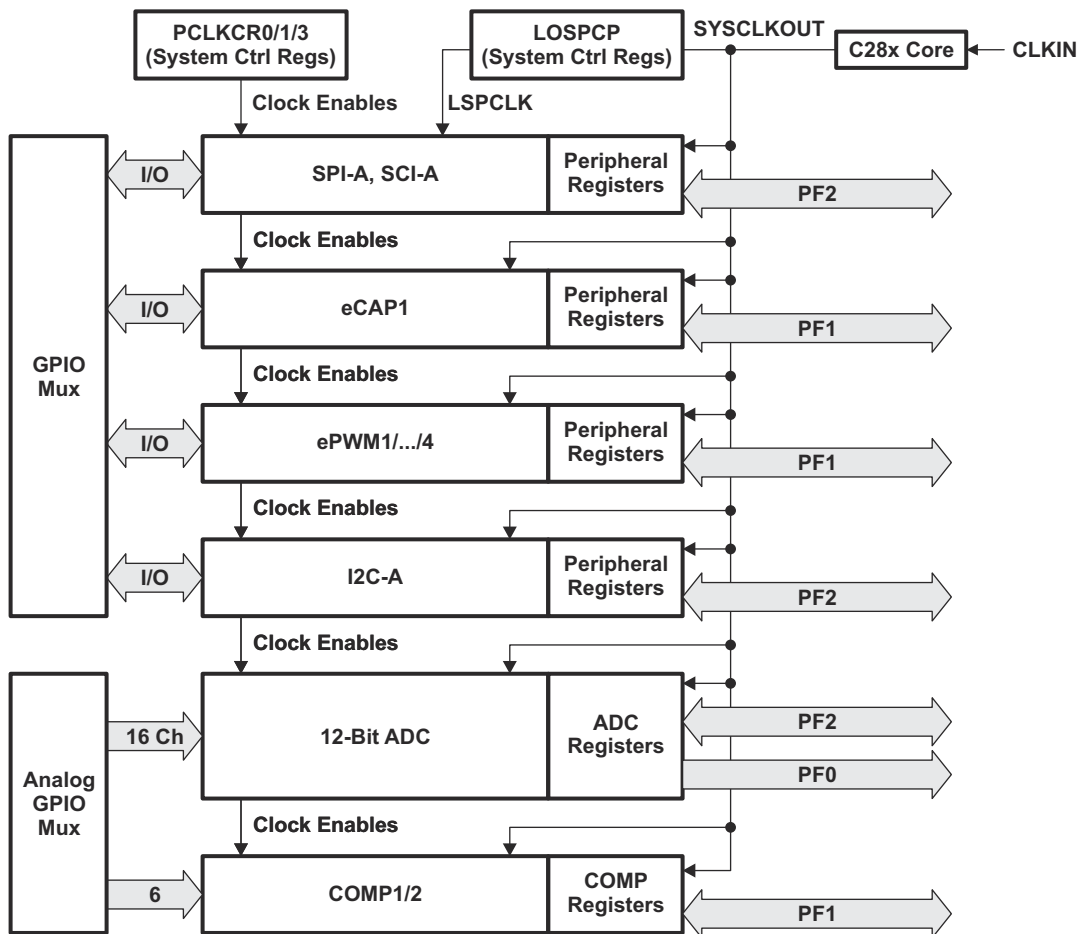 PCLKCR0/1/3
(System Ctrl Regs)
LOSPCP
(System Ctrl Regs)
SYSCLKOUT
C28x Core
CLKIN
Clock Enables
LSPCLK
I/O
SPI-A, SCI-A
Peripheral
Registers
PF2
Clock Enables
I/O
eCAP1
Peripheral
Registers
PF1
GPIO
Mux
Clock Enables
I/O
ePWM1/.../4
Peripheral
Registers
PF1
Clock Enables
I/O
I2C-A
Peripheral
Registers
PF2
Clock Enables
16 Ch
12-Bit ADC
ADC
Registers
PF2
PF0
Analog
GPIO
Mux
Clock Enables
6
COMP1/2
COMP
Registers
PF1